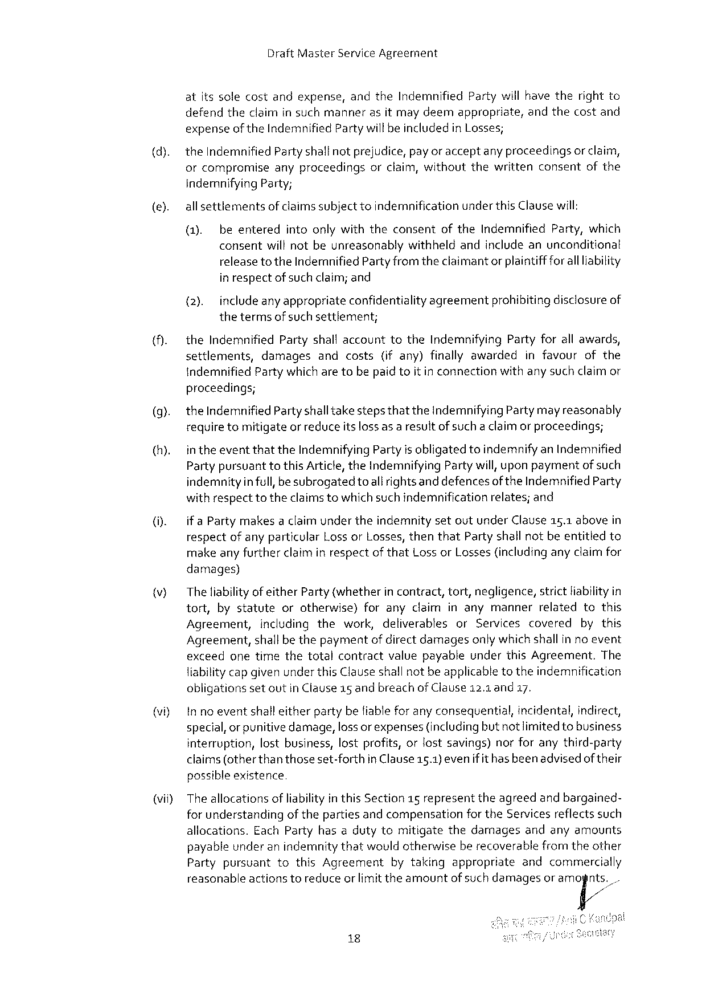 Draft Master Service Agreement
at its sole cost and expense, and the Indemnified Party will have the right to
defend the claim in such manner as it may deem appropriate, and the cost and
expense of the Indemnified Party will be included in Losses;
(d). the Indemnified Party shall not prejudice, pay or accept any proceedings or claim,
or compromise any proceedings or claim, without the written consent of the
Indemnifying Party;
(e). all settlements of claims subject to indemnification under this Clause will:
(1). be entered into only with the consent of the Indemnified Party, which
consent will not be unreasonably withheld and include an unconditional
release to the Indemnified Party from the claimant or plaintiff for all liability
in respect of such claim; and
(2). include any appropriate confidentiality agreement prohibiting disclosure of
the terms of such settlement;
(f). the Indemnified Party shall account to the Indemnifying Party for all awards,
settlements, damages and costs (if any) finally awarded in favour of the
Indemnified Party which are to be paid to it in connection with any such claim or
proceedings;
(g). the Indemnified Party shall take steps that the Indemnifying Party may reasonably
require to mitigate or reduce its loss as a result of such a claim or proceedings;
(h). in the event that the Indemnifying Party is obligated to indemnify an Indemnified
Party pursuant to this Article, the Indemnifying Party will, upon payment of such
indemnity in full, be subrogated to all rights and defences of the Indemnified Party
with respect to the claims to which such indemnification relates; and
(i). if a Party makes a claim under the indemnity set out under Clause 15.1 above in
respect of any particular Loss or Losses, then that Party shall not be entitled to
make any further claim in respect of that Loss or Losses (including any claim for
damages)
(v) The liability of either Party (whether in contract, tort, negligence, strict liability in
tort, by statute or otherwise) for any claim in any manner related to this
Agreement, including the work, deliverables or Services covered by this
Agreement, shall be the payment of direct damages only which shall in no event
exceed one time the total contract value payable under this Agreement. The
liability cap given under this Clause shall not be applicable to the indemnification
obligations set out in Clause 15 and breach of Clause 12.1 and 17.
(vi) In no event shall either party be liable for any consequential, incidental, indirect,
special, or punitive damage, loss or expenses (including but not limited to business
interruption, lost business, lost profits, or lost savings) nor for any third-party
claims (other than those set-forth in Clause 15.1) even if it has been advised of their
possible existence.
(vii) The allocations of liability in this Section 15 represent the agreed and bargained-
for understanding of the parties and compensation for the Services reflects such
allocations. Each Party has a duty to mitigate the damages and any amounts
payable under an indemnity that would otherwise be recoverable from the other
Party pursuant to this Agreement by taking appropriate and commercially
reasonable actions to reduce or limit the amount of such damages or amounts.
C Kandpal
18
/Under Secretary